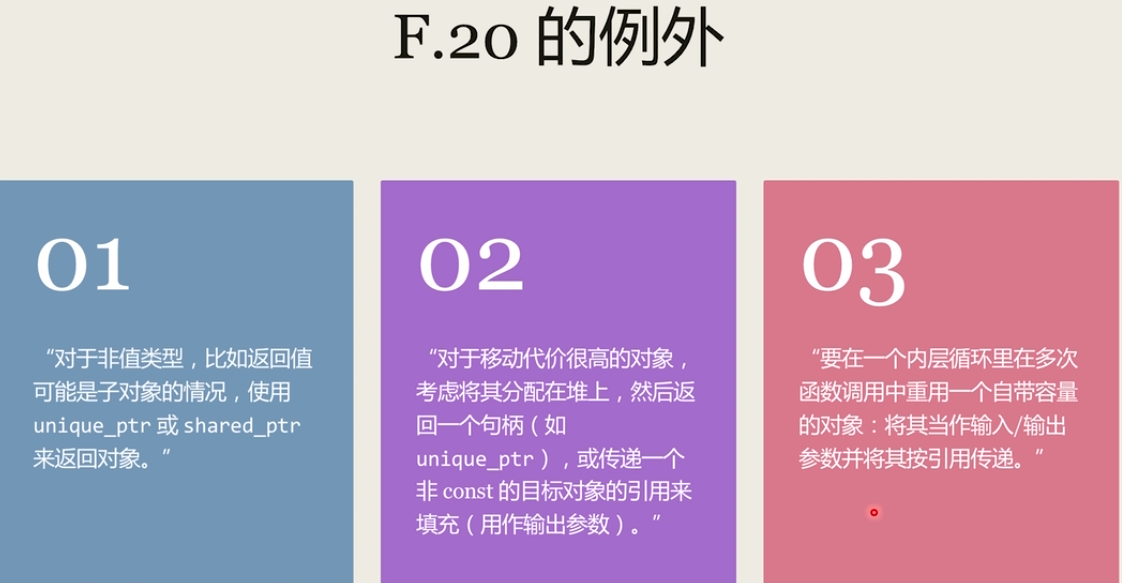 F.20 的例外
01
“对于非值类型，比如返回值
可能是子对象的情况，使用
unique_ptr 或 shared_ptr
来返回对象。”
02
“对于移动代价很高的对象，
考虑将其分配在堆上，然后返
回一个句柄（如
unique_ptr），或传递一个
非 const 的目标对象的引用来
填充（用作输出参数）。”
03
“要在一个内层循环里在多次
函数调用中重用一个自带容量
的对象：将其当作输入/输出
参数并将其按引用传递。”